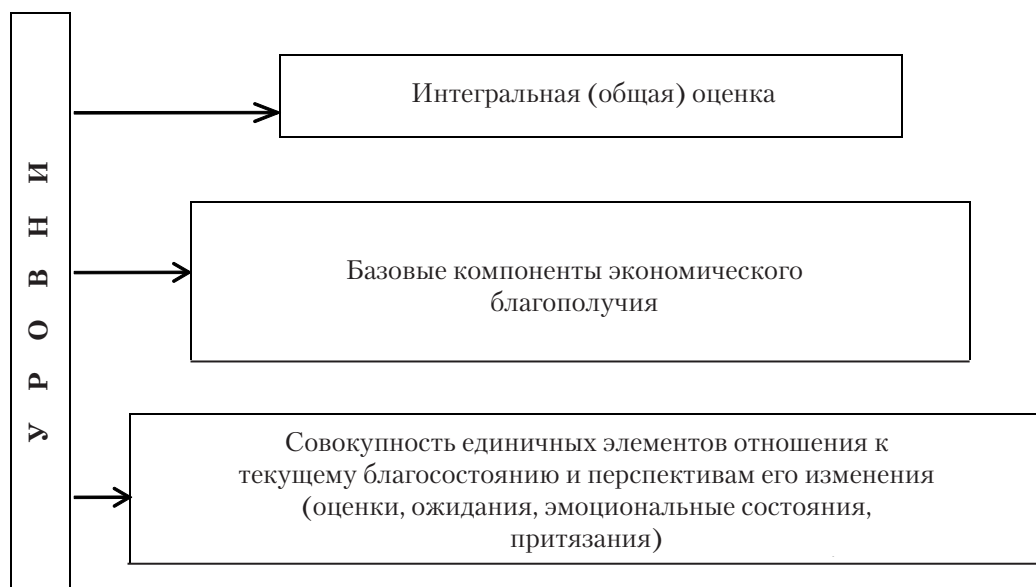 У Р О В Н И
Интегральная (общая) оценка
Базовые компоненты экономического
благополучия
Совокупность единичных элементов отношения к
текущему благосостоянию и перспективам его изменения
(оценки, ожидания, эмоциональные состояния,
притязания)